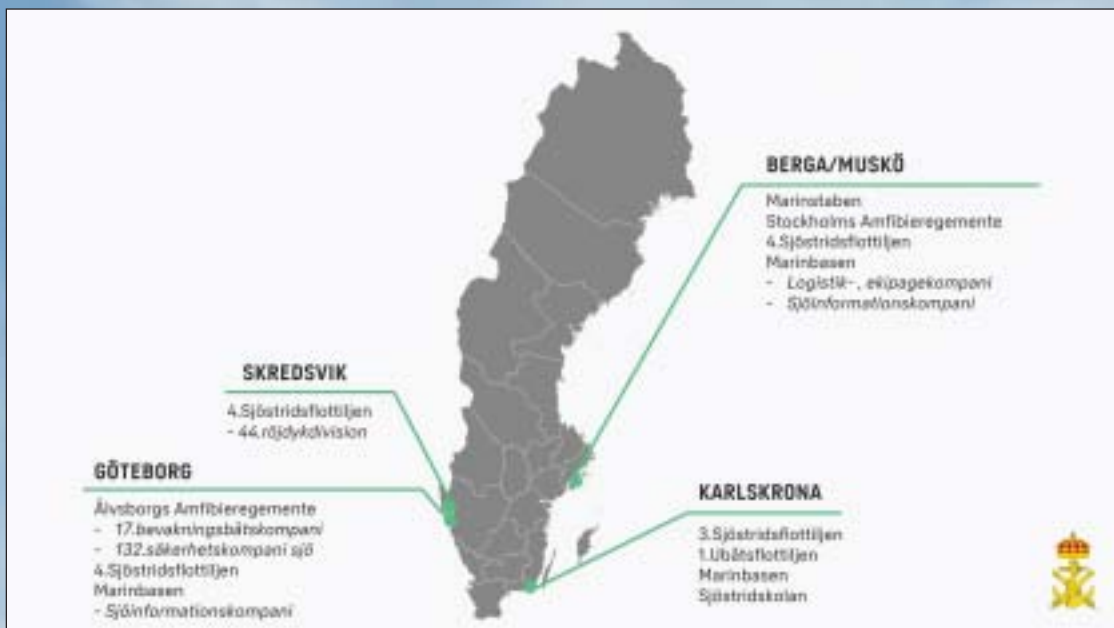 BERGA/MUSKÖ
Marinstaben
Stockholms Amfibieregemente
4.Sjöstridsflottiljen
Marinbasen
- Logistik-, ekipagekompani
- Sjöinformationskompani
SKREDSVIK
4.Sjöstridsflottiljen
- 44.röjdykdivision
GÖTEBORG
Älvsborgs Amfibieregemente
- 17.bevakningsbåtskompani
- 132.säkerhetskompani sjö
4.Sjöstridsflottiljen
Marinbasen
- Sjöinformationskompani
KARLSKRONA
3.Sjöstridsflottiljen
1.Ubåtsflottiljen
Marinbasen
Sjöstridskolan